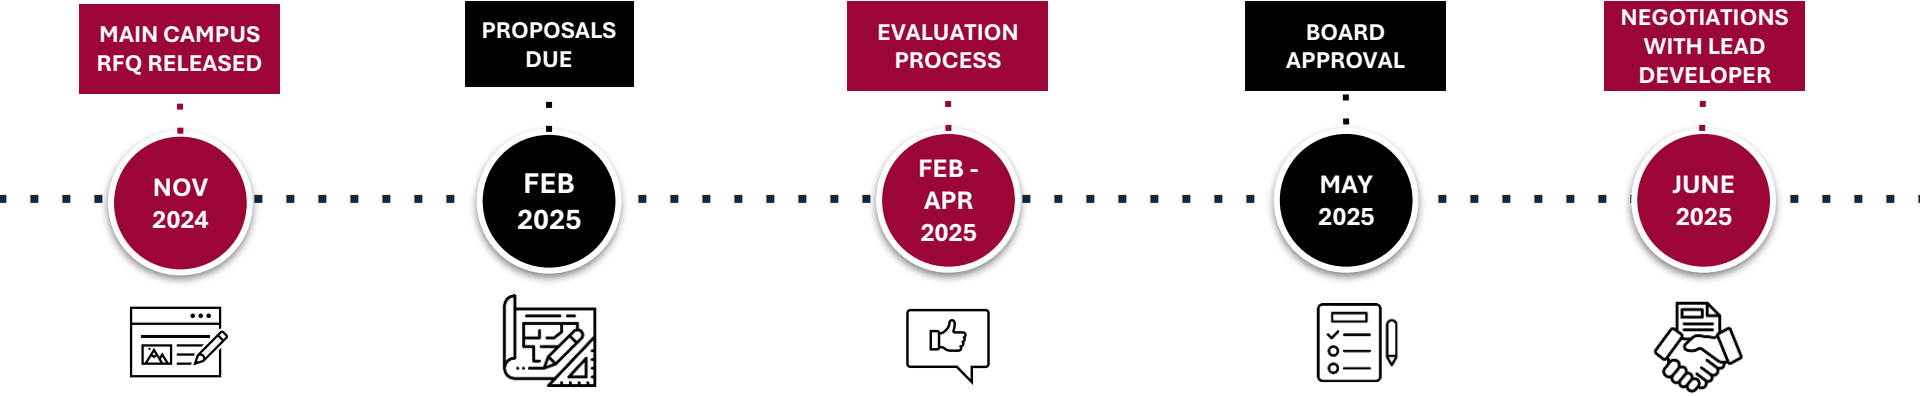 MAIN CAMPUS
RFQ RELEASED
PROPOSALS
DUE
EVALUATION
PROCESS
BOARD
APPROVAL
NEGOTIATIONS
WITH LEAD
DEVELOPER
NOV
2024
FEB
2025
FEB -
APR
2025
MAY
2025
JUNE
2025